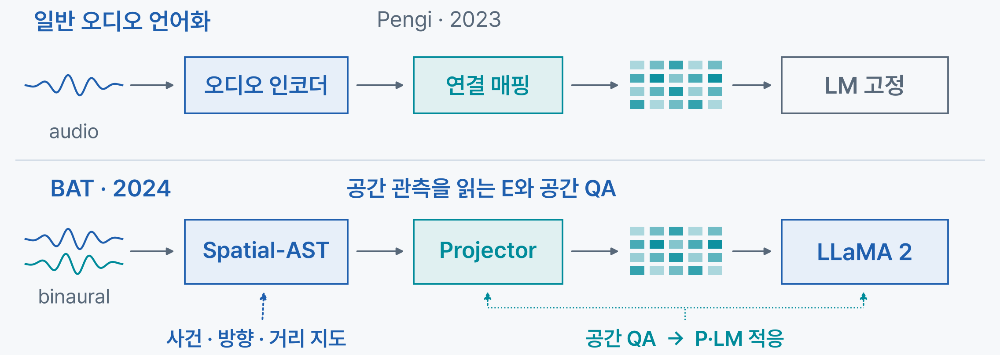 일반 오디오 언어화
Pengi · 2023
오디오 인코더
연결 매핑
LM 고정
audio
BAT · 2024
공간 관측을 읽는 E와 공간 QA
Spatial-AST
Projector
LLaMA 2
binaural
사건 · 방향 · 거리 지도
공간 QA → P·LM 적응